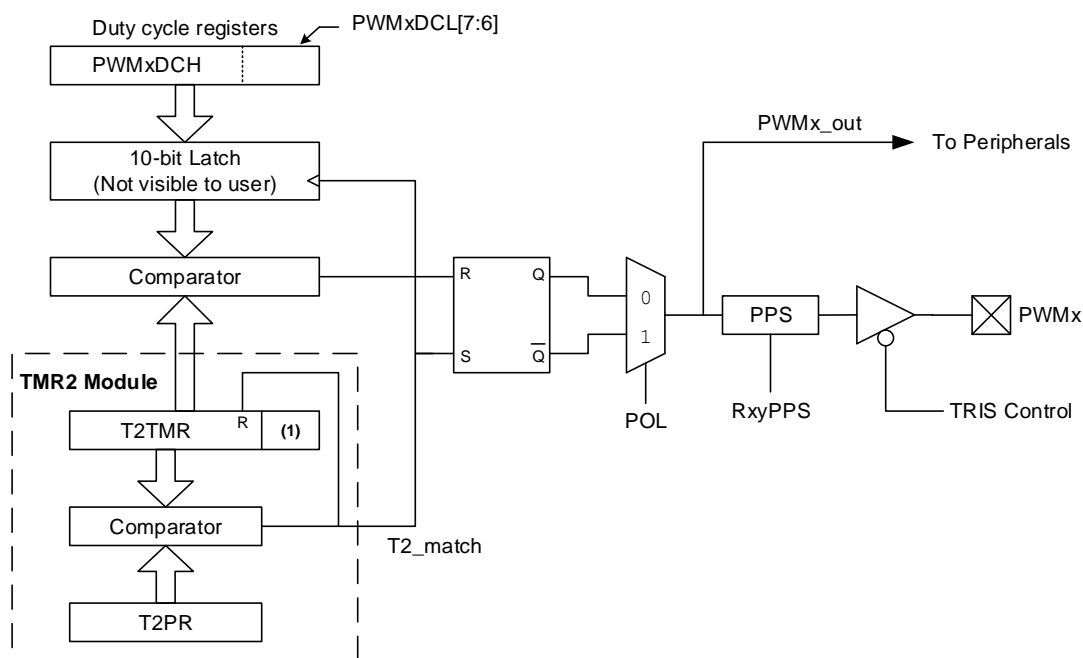 Duty cycle registers
PWMxDCL[7:6]
PWMxDCH
PWMx_out
To Peripherals
10-bit Latch
(Not visible to user)
Comparator
R
Q
S
Q̅
0
1
PPS
PWMx
TMR2 Module
POL
RxyPPS
TRIS Control
T2TMR
R
(1)
Comparator
T2_match
T2PR